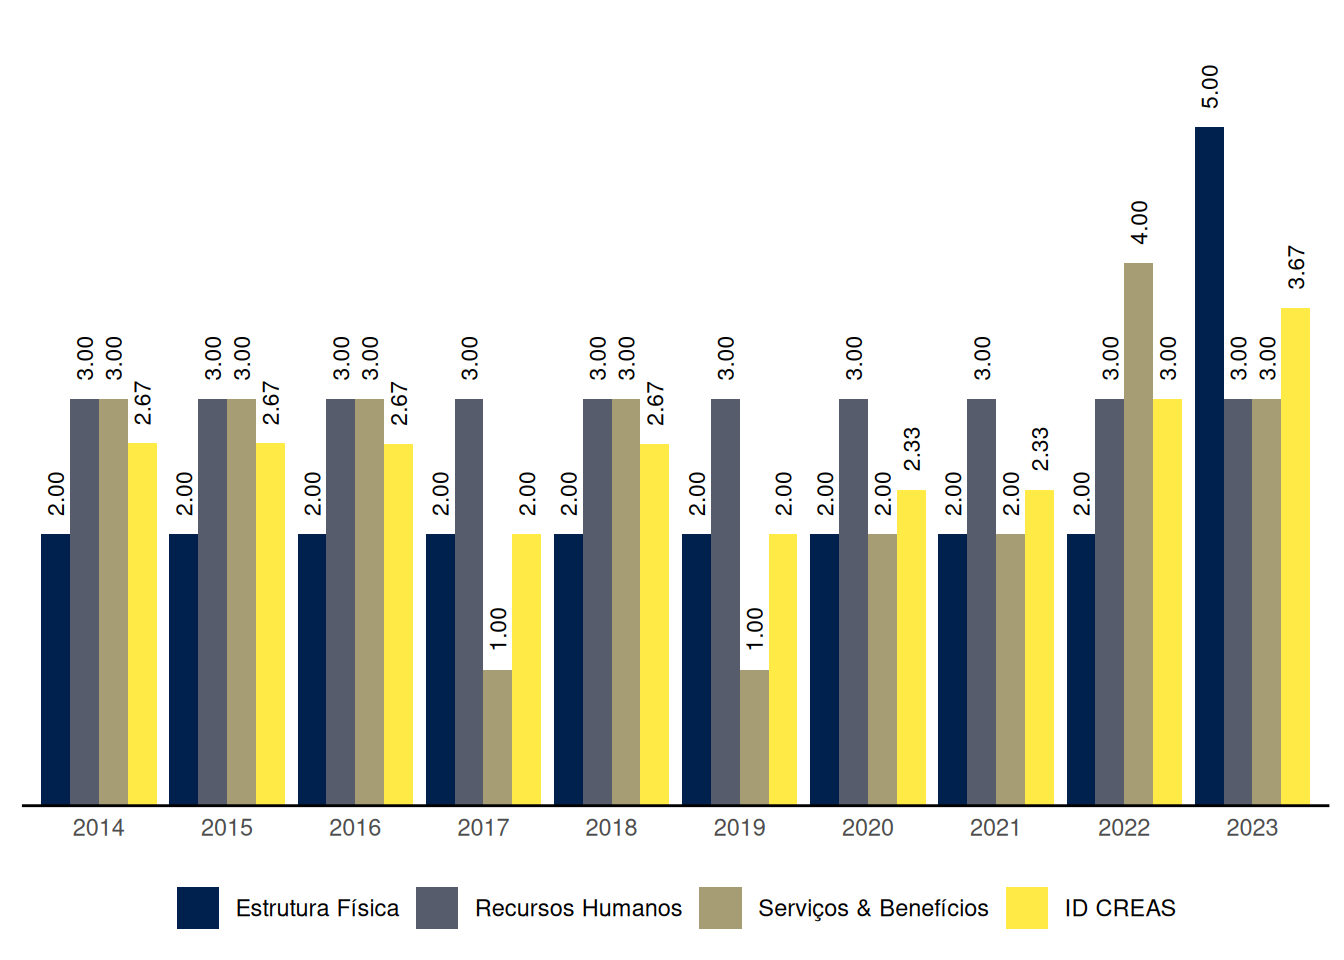 5.00
4.00
3.67
3.00 3.00 3.00 3.00 3.00 3.00 3.00 3.00 3.00 3.00 3.00 3.00 3.00 3.00 3.00 3.00
2.67 2.67 2.67 2.67
2.33 2.33
2.00 2.00 2.00 2.00 2.00 2.00 2.00 2.00 2.00 2.00 2.00 2.00 2.00
1.00 1.00
2014 2015 2016 2017 2018 2019 2020 2021 2022 2023
Estrutura Física Recursos Humanos Serviços & Benefícios ID CREAS